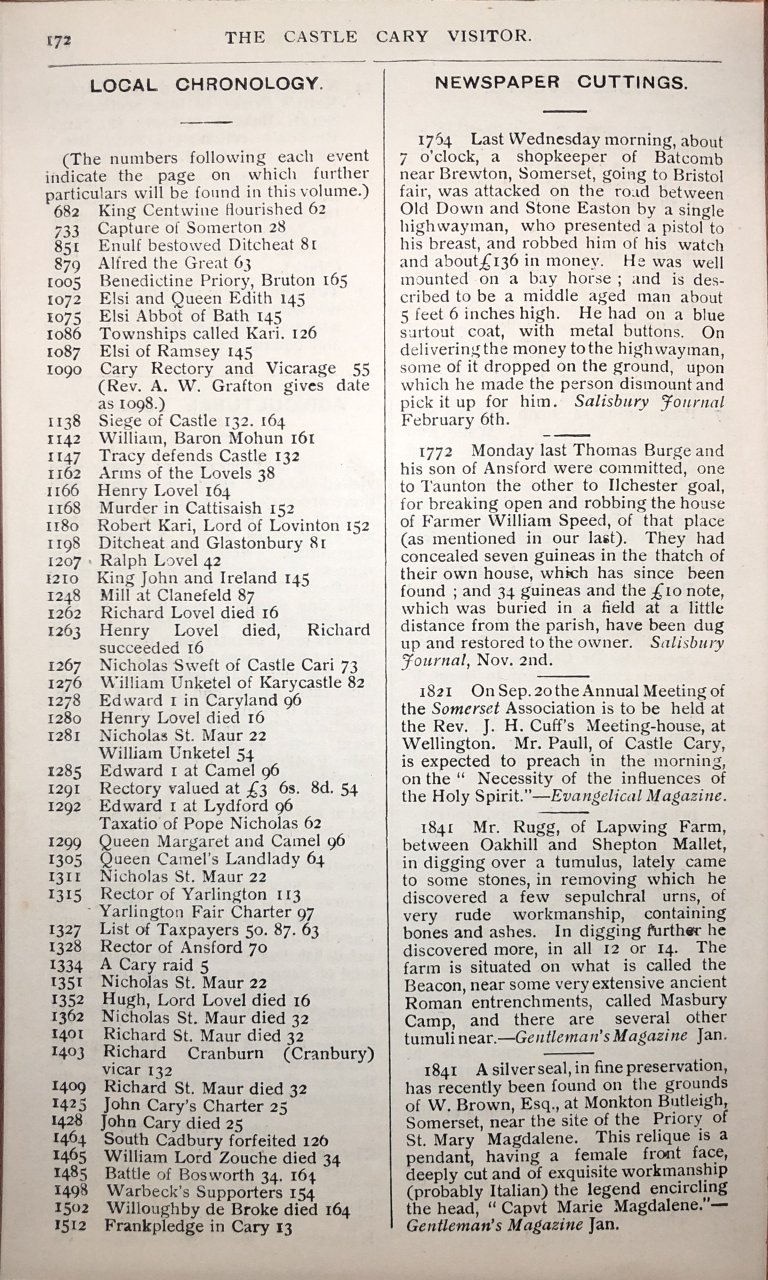 172
THE CASTLE CARY VISITOR.
LOCAL CHRONOLOGY.
(The numbers following each event
indicate the page on which further
particulars will be found in this volume.)
682 King Centwine flourished 62
733 Capture of Somerton 28
851 Enulf bestowed Ditcheat 81
879 Alfred the Great 63
1005 Benedictine Priory, Bruton 165
1072 Elsi and Queen Edith 145
1075 Elsi Abbot of Bath 145
1086 Townships called Kari. 126
1087 Elsi of Ramsey 145
1090 Cary Rectory and Vicarage 55
(Rev. A. W. Grafton gives date
as 1098.)
1138 Siege of Castle 132. 164
1142 William, Baron Mohun 161
1147 Tracy defends Castle 132
1162 Arms of the Lovels 38
1166 Henry Lovel 164
1168 Murder in Cattisaish 152
1180 Robert Kari, Lord of Lovinton 152
1198 Ditcheat and Glastonbury 81
1207 Ralph Lovel 42
1210 King John and Ireland 145
1248 Mill at Clanefeld 87
1262 Richard Lovel died 16
1263 Henry Lovel died, Richard
succeeded 16
1267 Nicholas Sweft of Castle Cari 73
1276 William Unketel of Karycastle 82
1278 Edward I in Caryland 96
1280 Henry Lovel died 16
1281 Nicholas St. Maur 22
William Unketel 54
1285 Edward I at Camel 96
1291 Rectory valued at £3 6s. 8d. 54
1292 Edward I at Lydford 96
Taxatio of Pope Nicholas 62
1299 Queen Margaret and Camel 96
1305 Queen Camel's Landlady 64
1311 Nicholas St. Maur 22
1315 Rector of Yarlington 113
Yarlington Fair Charter 97
1327 List of Taxpayers 50. 87. 63
1328 Rector of Ansford 70
1334 A Cary raid 5
1351 Nicholas St. Maur 22
1352 Hugh, Lord Lovel died 16
1362 Nicholas St. Maur died 32
1401 Richard St. Maur died 32
1403 Richard Cranburn (Cranbury)
vicar 132
1409 Richard St. Maur died 32
1425 John Cary's Charter 25
1428 John Cary died 25
1464 South Cadbury forfeited 126
1465 William Lord Zouche died 34
1485 Battle of Bosworth 34. 164
1498 Warbeck's Supporters 154
1502 Willoughby de Broke died 164
1512 Frankpledge in Cary 13
NEWSPAPER CUTTINGS.
1764 Last Wednesday morning, about
7 o'clock, a shopkeeper of Batcomb
near Brewton, Somerset, going to Bristol
fair, was attacked on the road between
Old Down and Stone Easton by a single
highwayman, who presented a pistol to
his breast, and robbed him of his watch
and about £136 in money. He was well
mounted on a bay horse ; and is des-
cribed to be a middle aged man about
5 feet 6 inches high. He had on a blue
surtout coat, with metal buttons. On
delivering the money to the highwayman,
some of it dropped on the ground, upon
which he made the person dismount and
pick it up for him. Salisbury Journal
February 6th.
1772 Monday last Thomas Burge and
his son of Ansford were committed, one
to Taunton the other to Ilchester goal,
for breaking open and robbing the house
of Farmer William Speed, of that place
(as mentioned in our last). They had
concealed seven guineas in the thatch of
their own house, which has since been
found ; and 34 guineas and the £10 note,
which was buried in a field at a little
distance from the parish, have been dug
up and restored to the owner. Salisbury
Journal, Nov. 2nd.
1821 On Sep. 20 the Annual Meeting of
the Somerset Association is to be held at
the Rev. J. H. Cuff's Meeting-house, at
Wellington. Mr. Paull, of Castle Cary,
is expected to preach in the morning,
on the " Necessity of the influences of
the Holy Spirit."—Evangelical Magazine.
1841 Mr. Rugg, of Lapwing Farm,
between Oakhill and Shepton Mallet,
in digging over a tumulus, lately came
to some stones, in removing which he
discovered a few sepulchral urns, of
very rude workmanship, containing
bones and ashes. In digging further he
discovered more, in all 12 or 14. The
farm is situated on what is called the
Beacon, near some very extensive ancient
Roman entrenchments, called Masbury
Camp, and there are several other
tumuli near.—Gentleman's Magazine Jan.
1841 A silver seal, in fine preservation,
has recently been found on the grounds
of W. Brown, Esq., at Monkton Butleigh,
Somerset, near the site of the Priory of
St. Mary Magdalene. This relique is a
pendant, having a female front face,
deeply cut and of exquisite workmanship
(probably Italian) the legend encircling
the head, " Capvt Marie Magdalene."—
Gentleman's Magazine Jan.